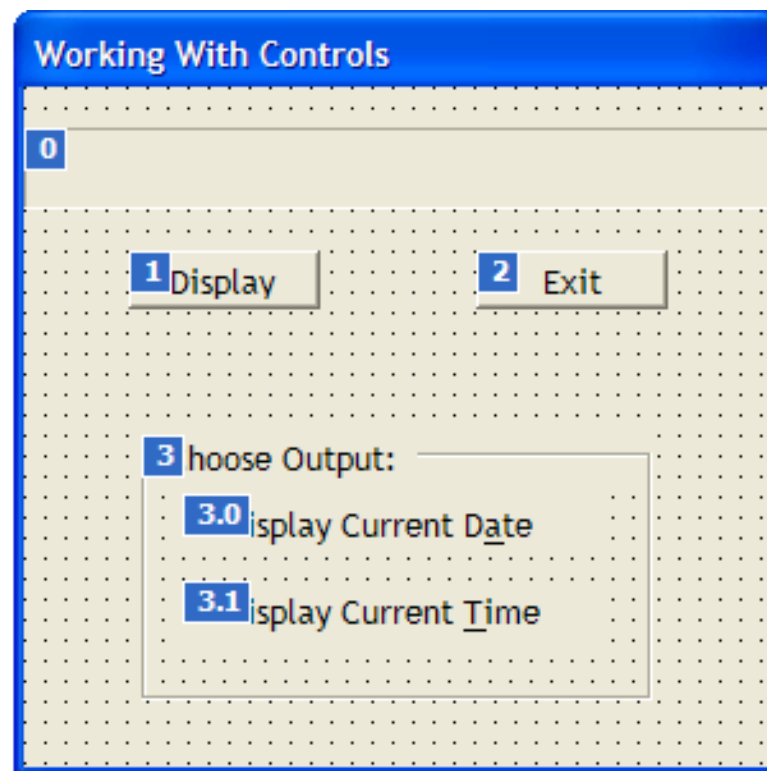 Working With Controls
0
1 Display 2 Exit
3 hoose Output:
3.0 isplay Current Date
3.1 isplay Current Time